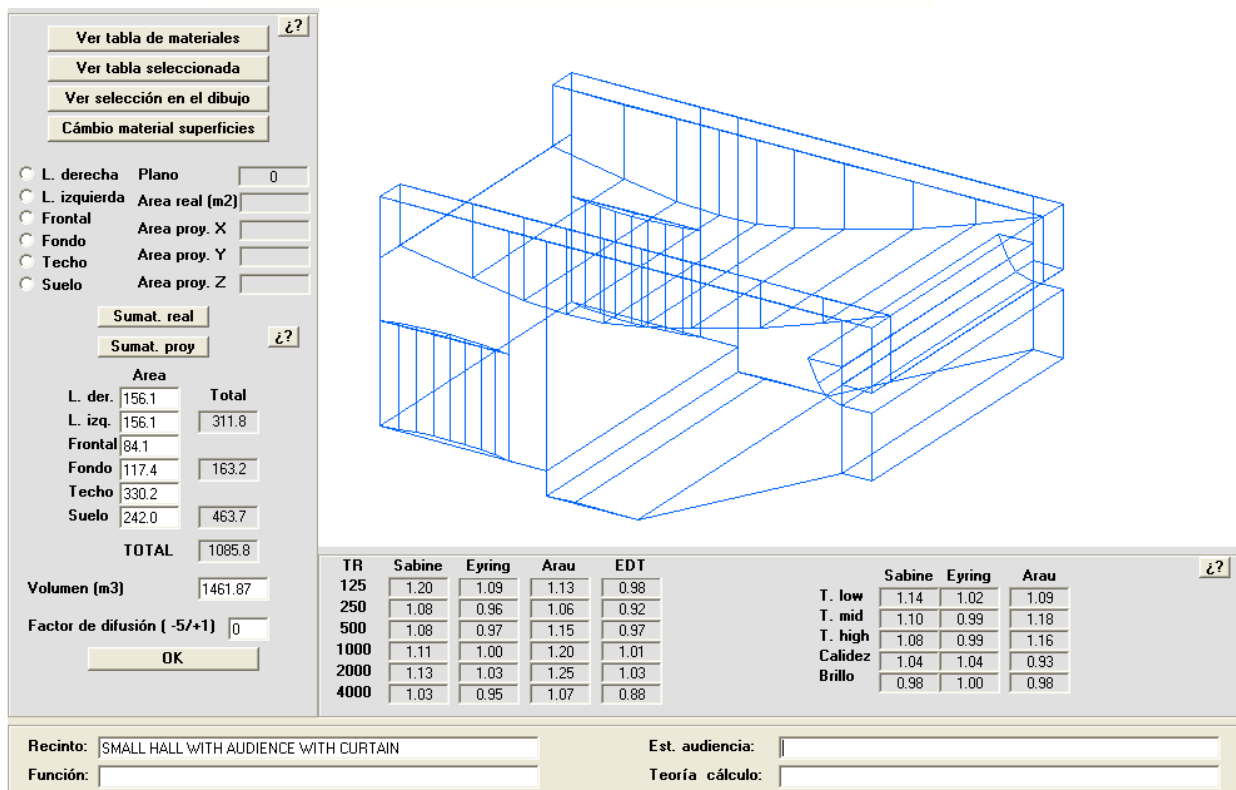 ¿?
Ver tabla de materiales
Ver tabla seleccionada
Ver selección en el dibujo
Cámbio material superficies
L. derecha Plano 0
L. izquierda Area real (m2)
Frontal Area proy. X
Fondo Area proy. Y
Techo
Suelo Area proy. Z
Sumat. real
Sumat. proy ¿?
Area
L. der. 156.1 Total
L. izq. 156.1 311.8
Frontal 84.1
Fondo 117.4 163.2
Techo 330.2
Suelo 242.0 463.7
TOTAL 1085.8
Volumen (m3) 1461.87
Factor de difusión ( -5/+1) 0
OK
TR Sabine Eyring Arau EDT
125 1.20 1.09 1.13 0.98
250 1.08 0.96 1.06 0.92
500 1.08 0.97 1.15 0.97
1000 1.11 1.00 1.20 1.01
2000 1.13 1.03 1.25 1.03
4000 1.03 0.95 1.07 0.88
¿?
Sabine Eyring Arau
T. low 1.14 1.02 1.09
T. mid 1.10 0.99 1.18
T. high 1.08 0.99 1.16
Calidez 1.04 1.04 0.93
Brillo 0.98 1.00 0.98
Recinto: SMALL HALL WITH AUDIENCE WITH CURTAIN Est. audiencia:
Función: Teoría cálculo: